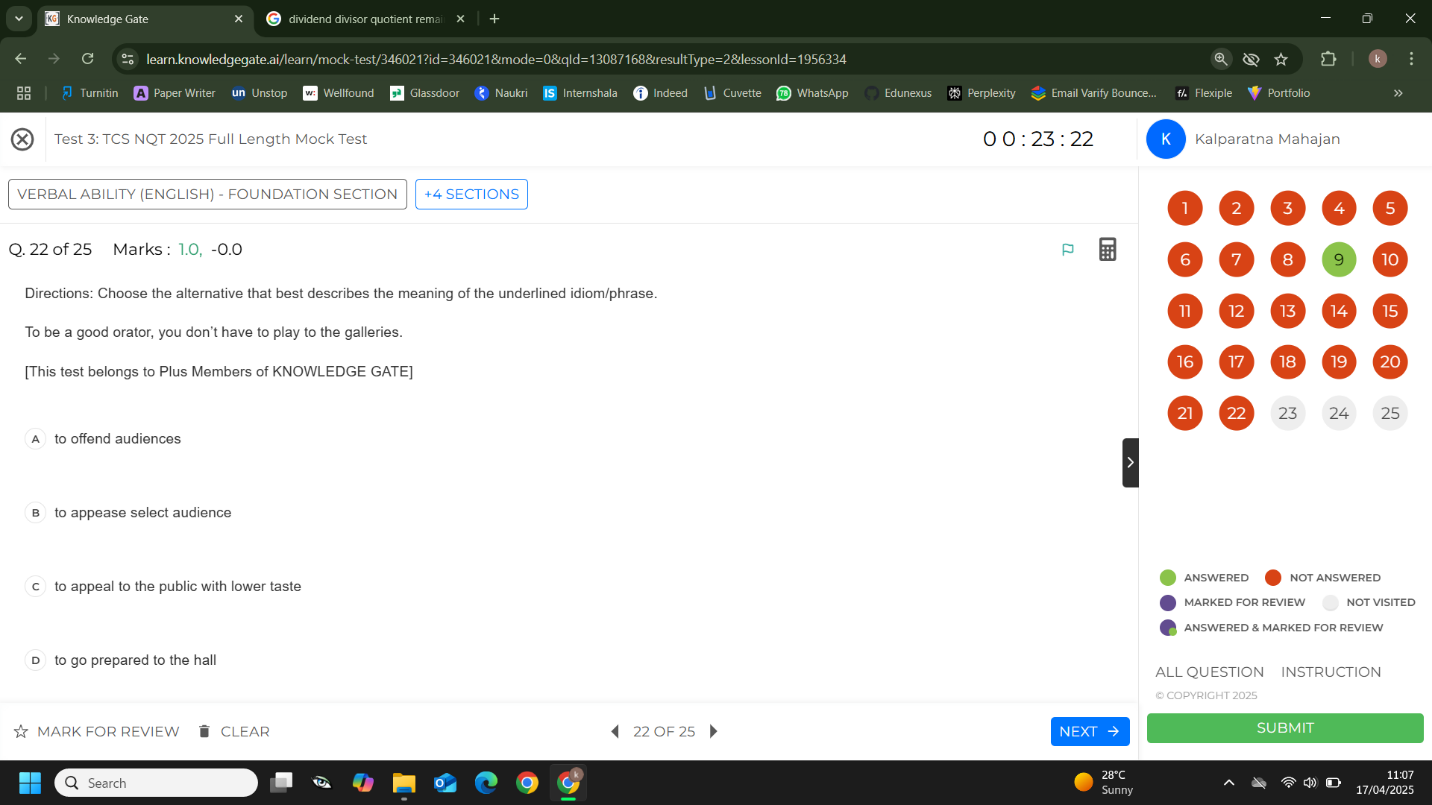 Knowledge Gate
dividend divisor quotient remai
learn.knowledgegate.ai/learn/mock-test/346021?id=346021&mode=0&qId=13087168&resultType=2&lessonId=1956334
k
Turnitin
A Paper Writer
un Unstop
w: Wellfound
Glassdoor
Naukri
IS Internshala
Indeed
Cuvette
WhatsApp
Edunexus
Perplexity
Email Varify Bounce...
Flexiple
Portfolio
Test 3: TCS NQT 2025 Full Length Mock Test
00:23:22
K Kalparatna Mahajan
VERBAL ABILITY (ENGLISH) - FOUNDATION SECTION
+4 SECTIONS
Q. 22 of 25 Marks : 1.0, -0.0
Directions: Choose the alternative that best describes the meaning of the underlined idiom/phrase.
To be a good orator, you don’t have to play to the galleries.
[This test belongs to Plus Members of KNOWLEDGE GATE]
A to offend audiences
B to appease select audience
C to appeal to the public with lower taste
D to go prepared to the hall
1 2 3 4 5
6 7 8 9 10
11 12 13 14 15
16 17 18 19 20
21 22 23 24 25
ANSWERED NOT ANSWERED
MARKED FOR REVIEW NOT VISITED
ANSWERED & MARKED FOR REVIEW
ALL QUESTION INSTRUCTION
© COPYRIGHT 2025
SUBMIT
MARK FOR REVIEW CLEAR
22 OF 25
NEXT
Search
28°C
Sunny
11:07
17/04/2025